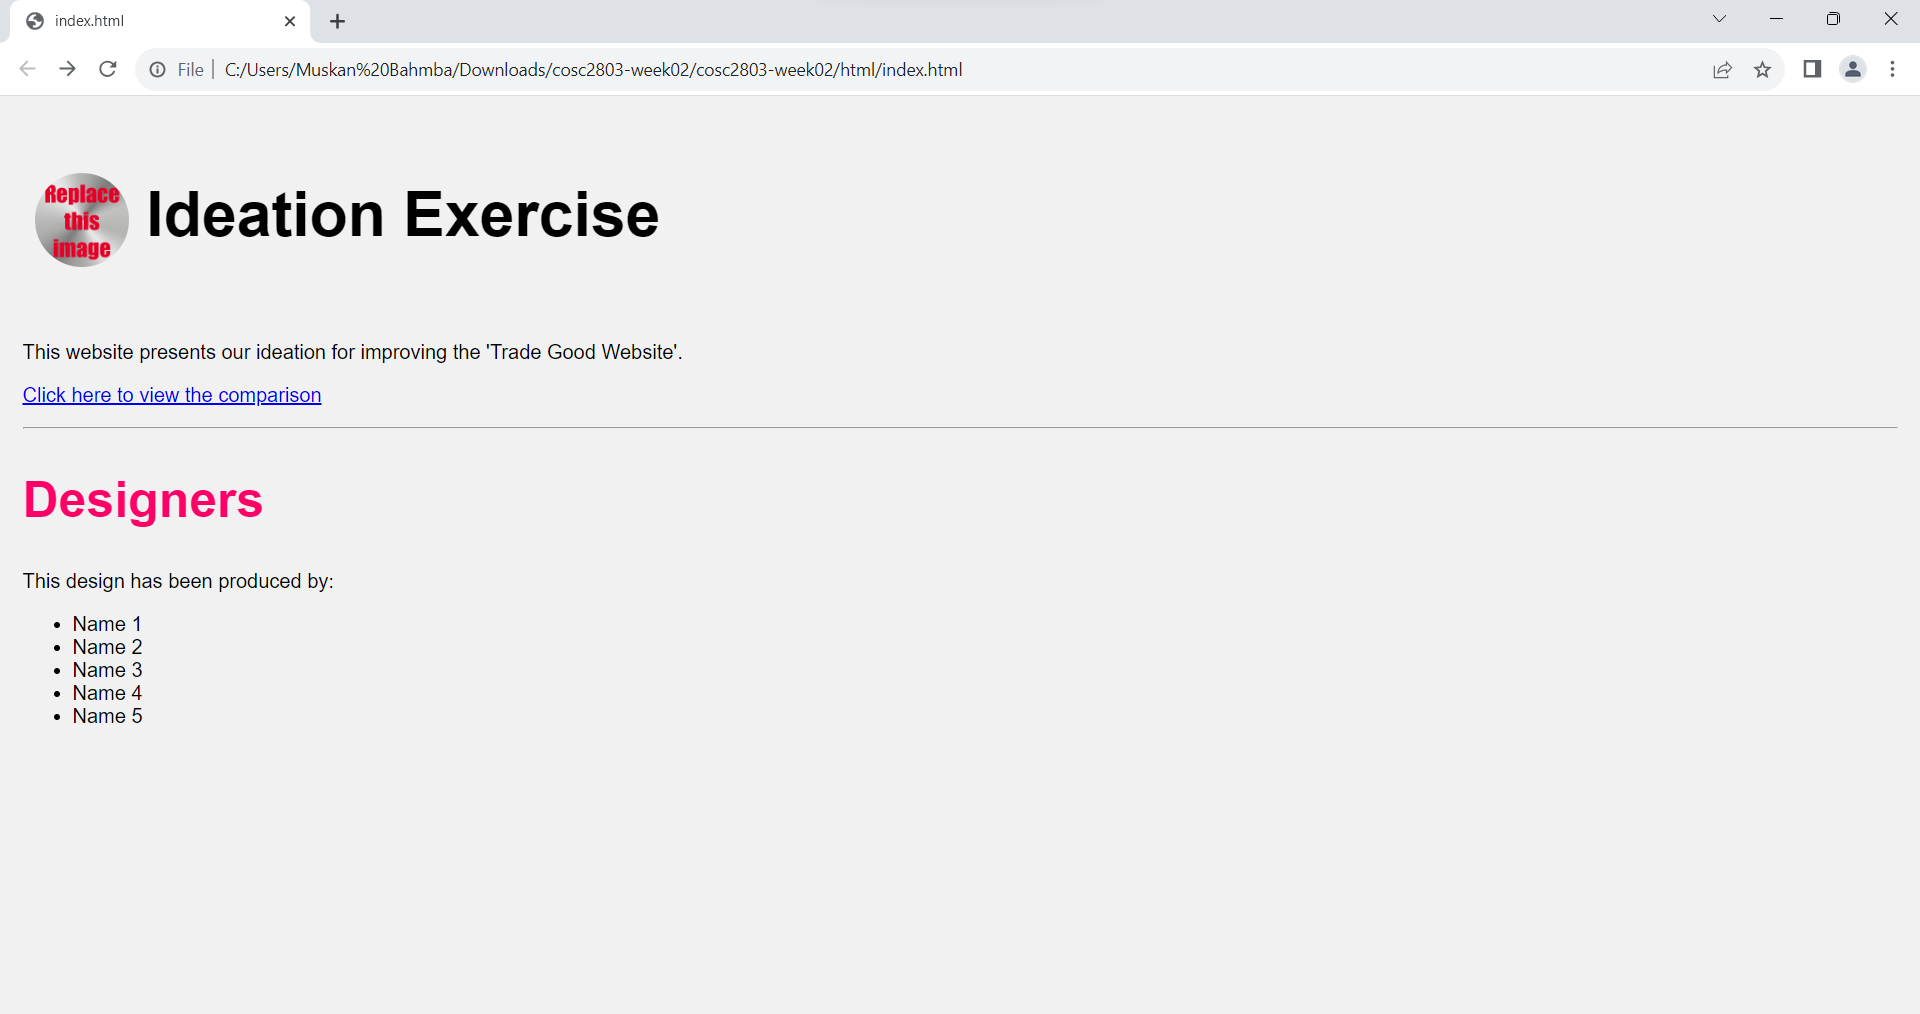 index.html
File
C:/Users/Muskan%20Bahmba/Downloads/cosc2803-week02/cosc2803-week02/html/index.html
Replace
this
image
Ideation Exercise
This website presents our ideation for improving the 'Trade Good Website'.
Click here to view the comparison
Designers
This design has been produced by:
Name 1
Name 2
Name 3
Name 4
Name 5